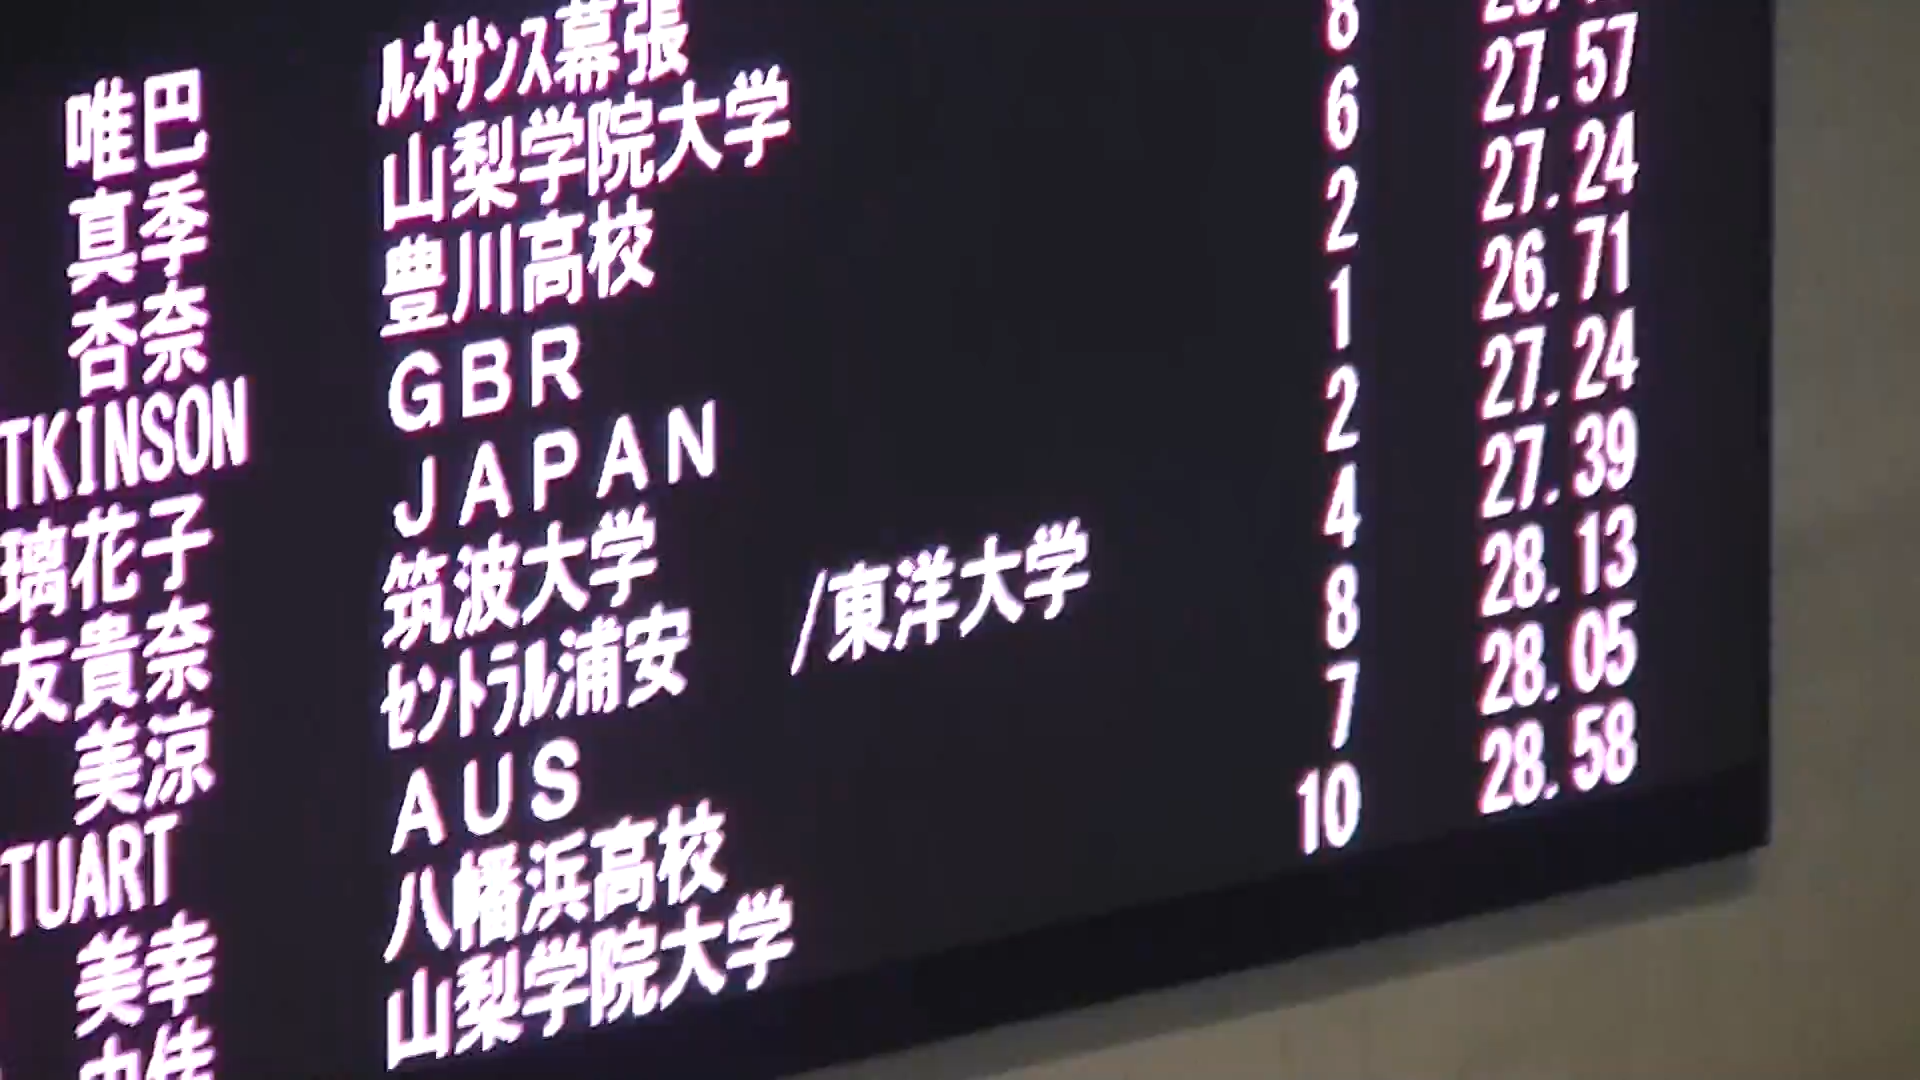 唯巴 ルネサンス幕張
真季 山梨学院大学 8
杏奈 豊川高校 6 27.57
TKINSON GBR 2 27.24
璃花子 JAPAN 1 26.71
友貴奈 筑波大学 2 27.24
美涼 セントラル浦安 /東洋大学 4 27.39
STUART AUS 8 28.13
美幸 八幡浜高校 7 28.05
山梨学院大学 10 28.58